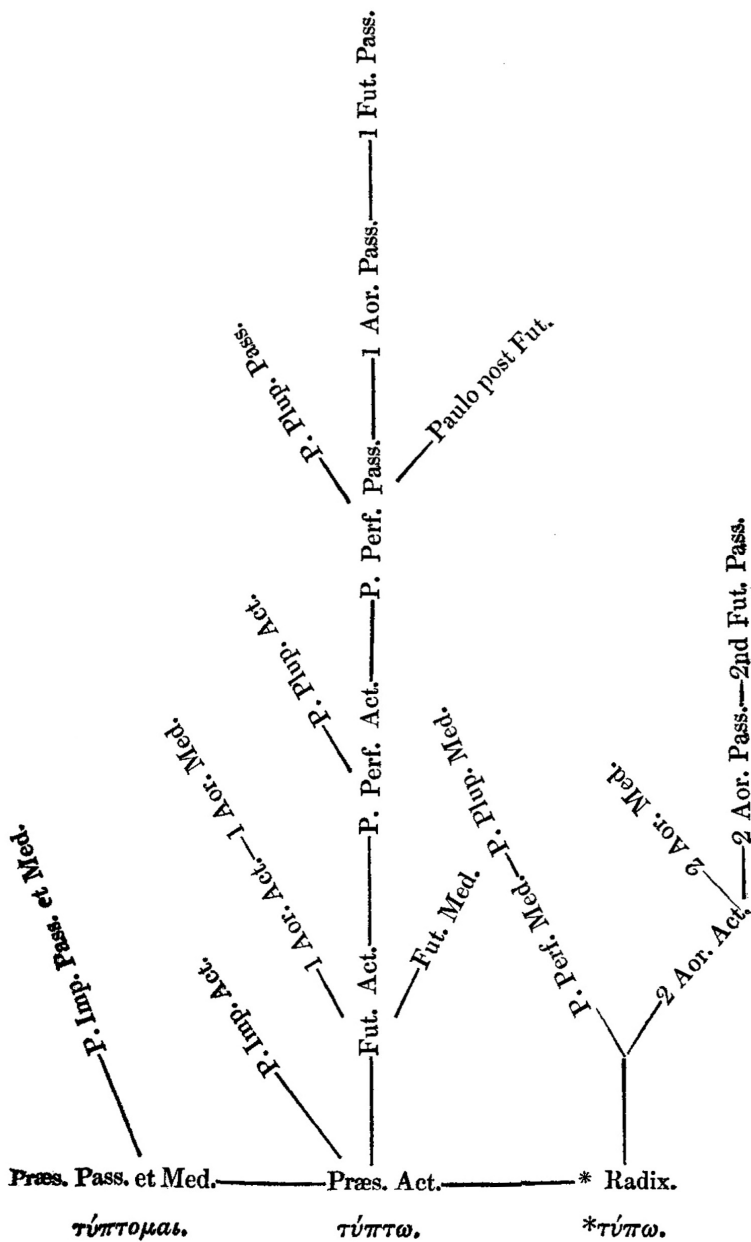 1 Fut. Pass.
1 Aor. Pass.
P. Plup. Pass.
Paulo post Fut.
P. Perf. Pass.
P. Plup. Act.
P. Perf. Act.
1 Aor. Act.—1 Aor. Med.
Fut. Med.
Fut. Act.
P. Imp. Pass. et Med.
P. Imp. Act.
P. Perf. Med.—P. Plup. Med.
2 Aor. Med.
2 Aor. Pass.—2nd Fut. Pass.
2 Aor. Act.
Præs. Pass. et Med.—Præs. Act.—* Radix.
τύπτομαι. τύπτω. *τύπω.